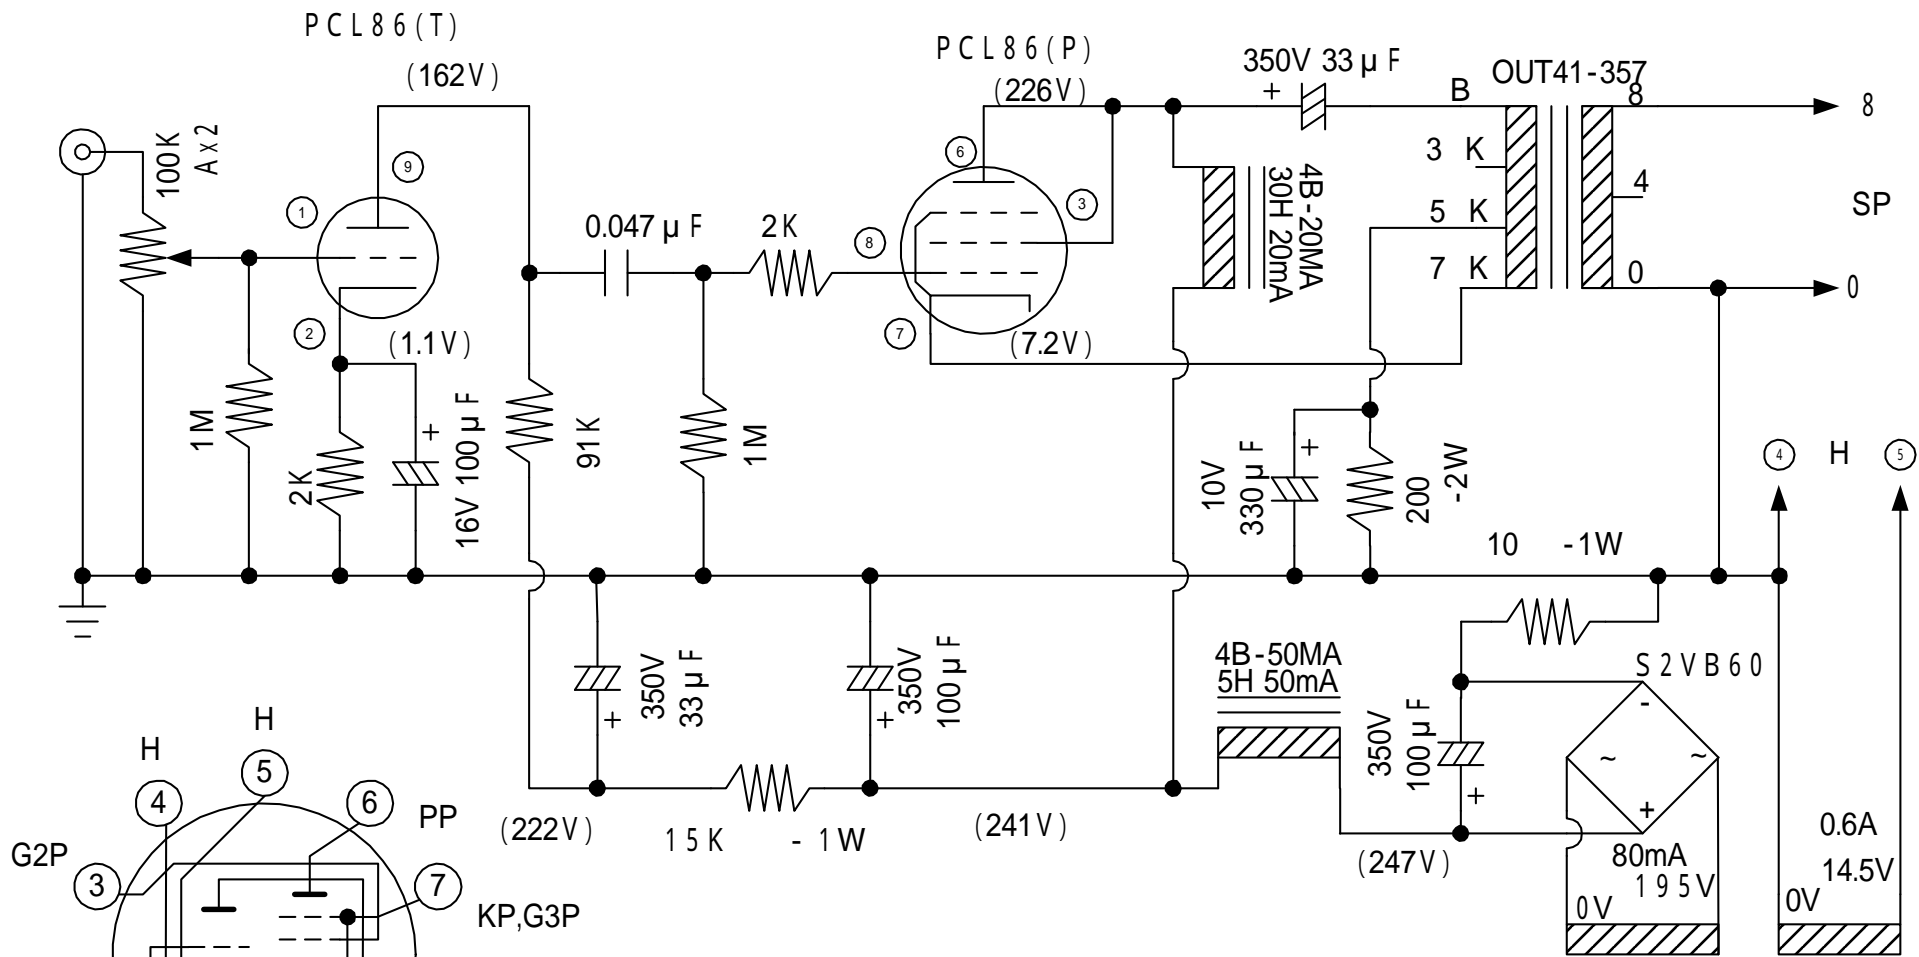 PCL86(T)
(162V)
PCL86(P)
(226V)
350V 33μF
OUT41-357
B
8
8
3 K
4
5 K
SP
7 K
0
0
100K
A×2
9
1
2
(1.1V)
0.047μF
2K
8
6
3
7
(7.2V)
4B-20MA
30H 20mA
1M
2K
16V 100μF
+
91K
1M
+
10V
330μF
+
200
-2W
4
H
5
10 -1W
350V
33μF
+
350V
100μF
+
4B-50MA
5H 50mA
350V
100μF
+
S2VB60
-
~
~
+
(222V)
15K -1W
(241V)
(247V)
80mA
195V
0V
0.6A
14.5V
0V
H
H
4
5
6
PP
G2P
3
7
KP,G3P